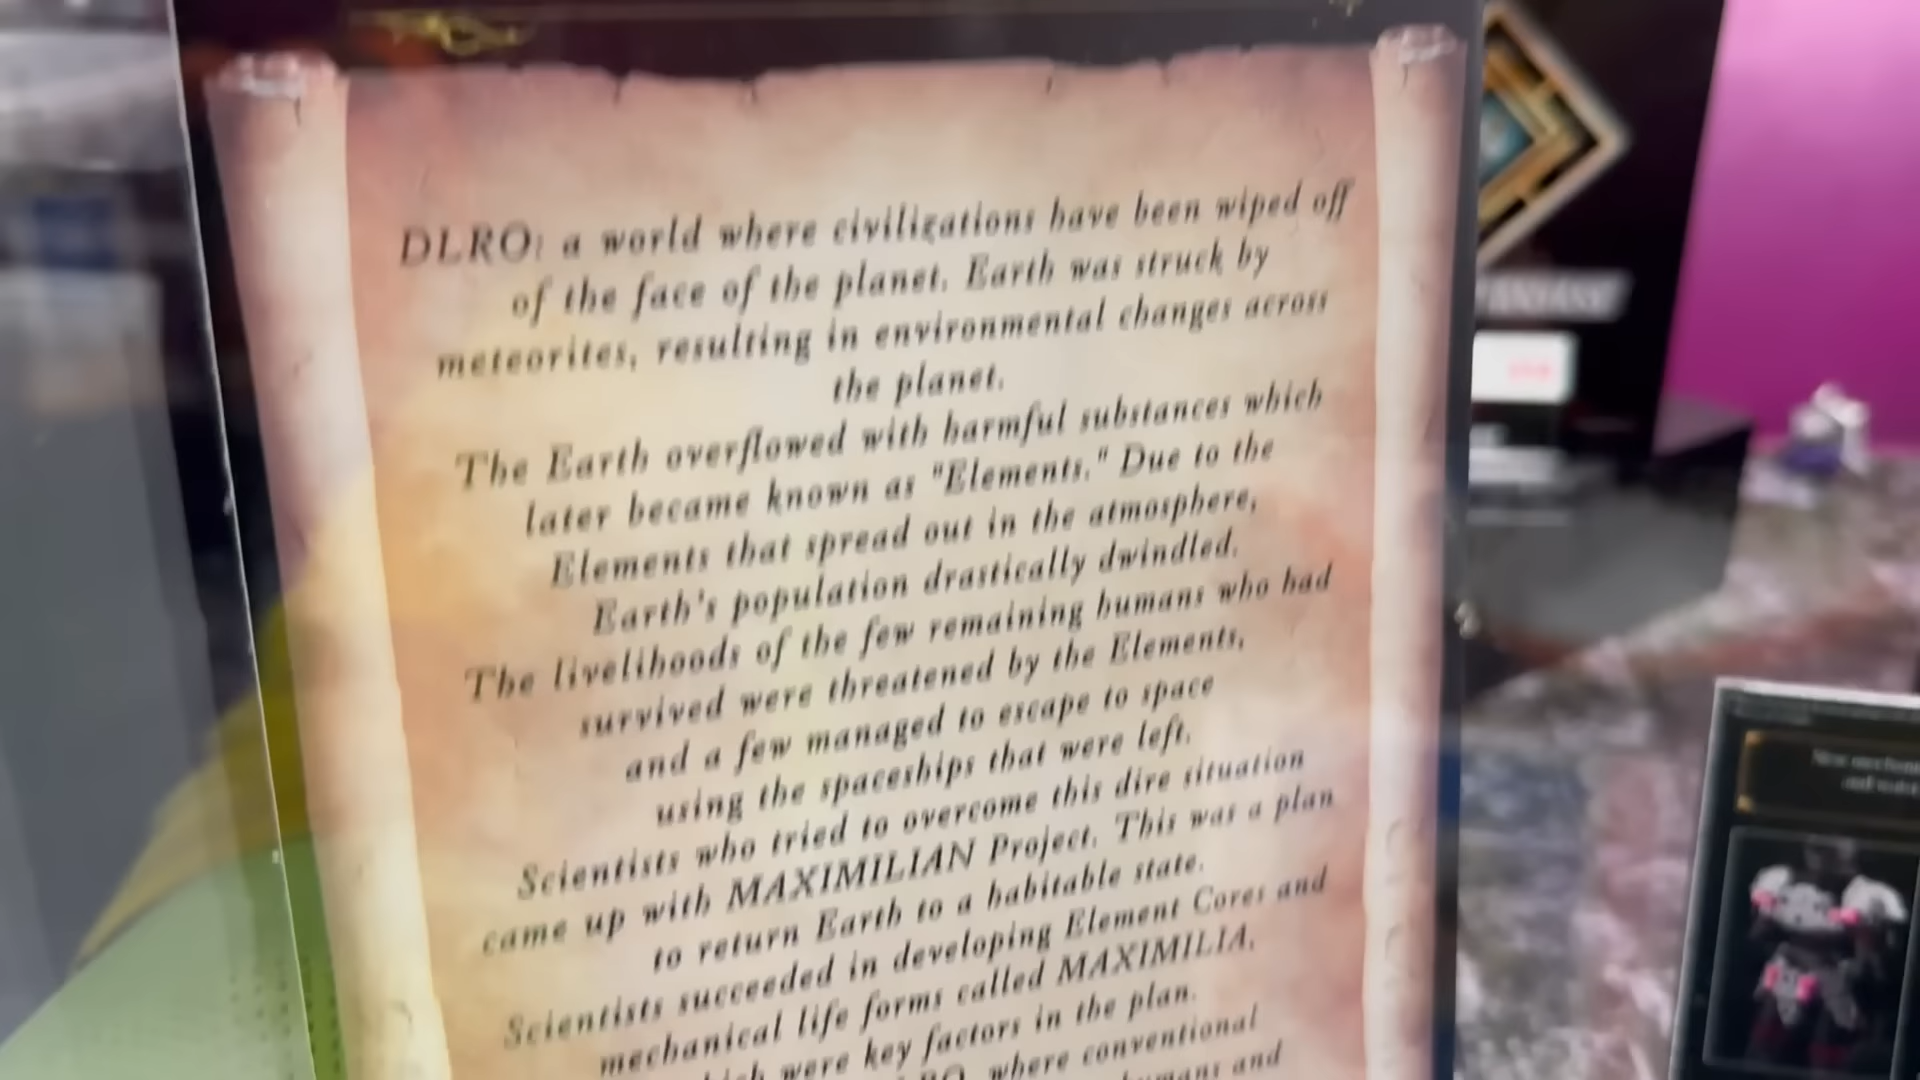 DLRO: a world where civilizations have been wiped off
of the face of the planet. Earth was struck by
meteorites, resulting in environmental changes across
the planet.
The Earth overflowed with harmful substances which
later became known as "Elements." Due to the
Elements that spread out in the atmosphere,
Earth's population drastically dwindled.
The livelihoods of the few remaining humans who had
survived were threatened by the Elements,
and a few managed to escape to space
using the spaceships that were left.
Scientists who tried to overcome this dire situation
came up with MAXIMILIAN Project. This was a plan
to return Earth to a habitable state.
Scientists succeeded in developing Element Cores and
mechanical life forms called MAXIMILIA,
were key factors in the plan.
where conventional
and